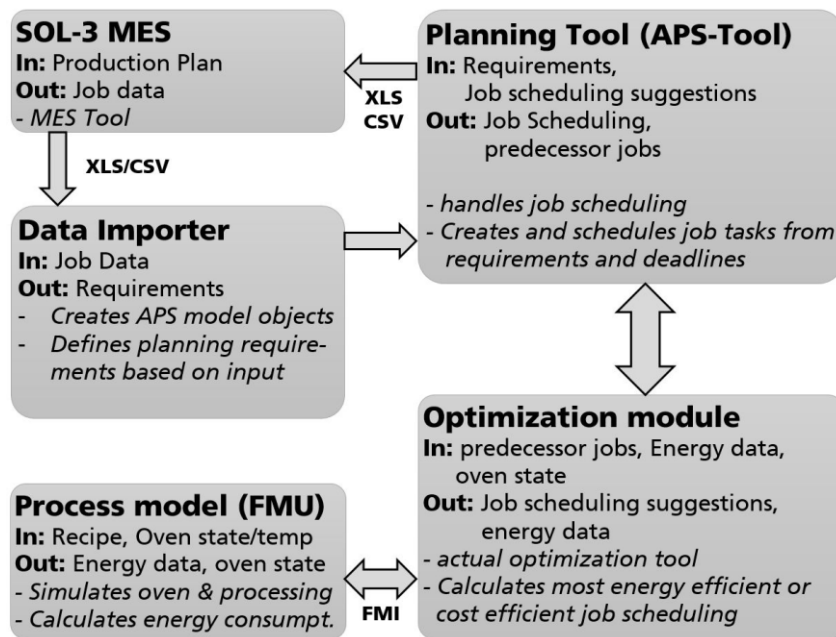 SOL-3 MES
In: Production Plan
Out: Job data
- MES Tool
XLS
CSV
Planning Tool (APS-Tool)
In: Requirements,
Job scheduling suggestions
Out: Job Scheduling,
predecessor jobs
- handles job scheduling
- Creates and schedules job tasks from
requirements and deadlines
XLS/CSV
Data Importer
In: Job Data
Out: Requirements
- Creates APS model objects
- Defines planning require-
ments based on input
Optimization module
In: predecessor jobs, Energy data,
oven state
Out: Job scheduling suggestions,
energy data
- actual optimization tool
- Calculates most energy efficient or
cost efficient job scheduling
Process model (FMU)
In: Recipe, Oven state/temp
Out: Energy data, oven state
- Simulates oven & processing
- Calculates energy consumpt.
FMI